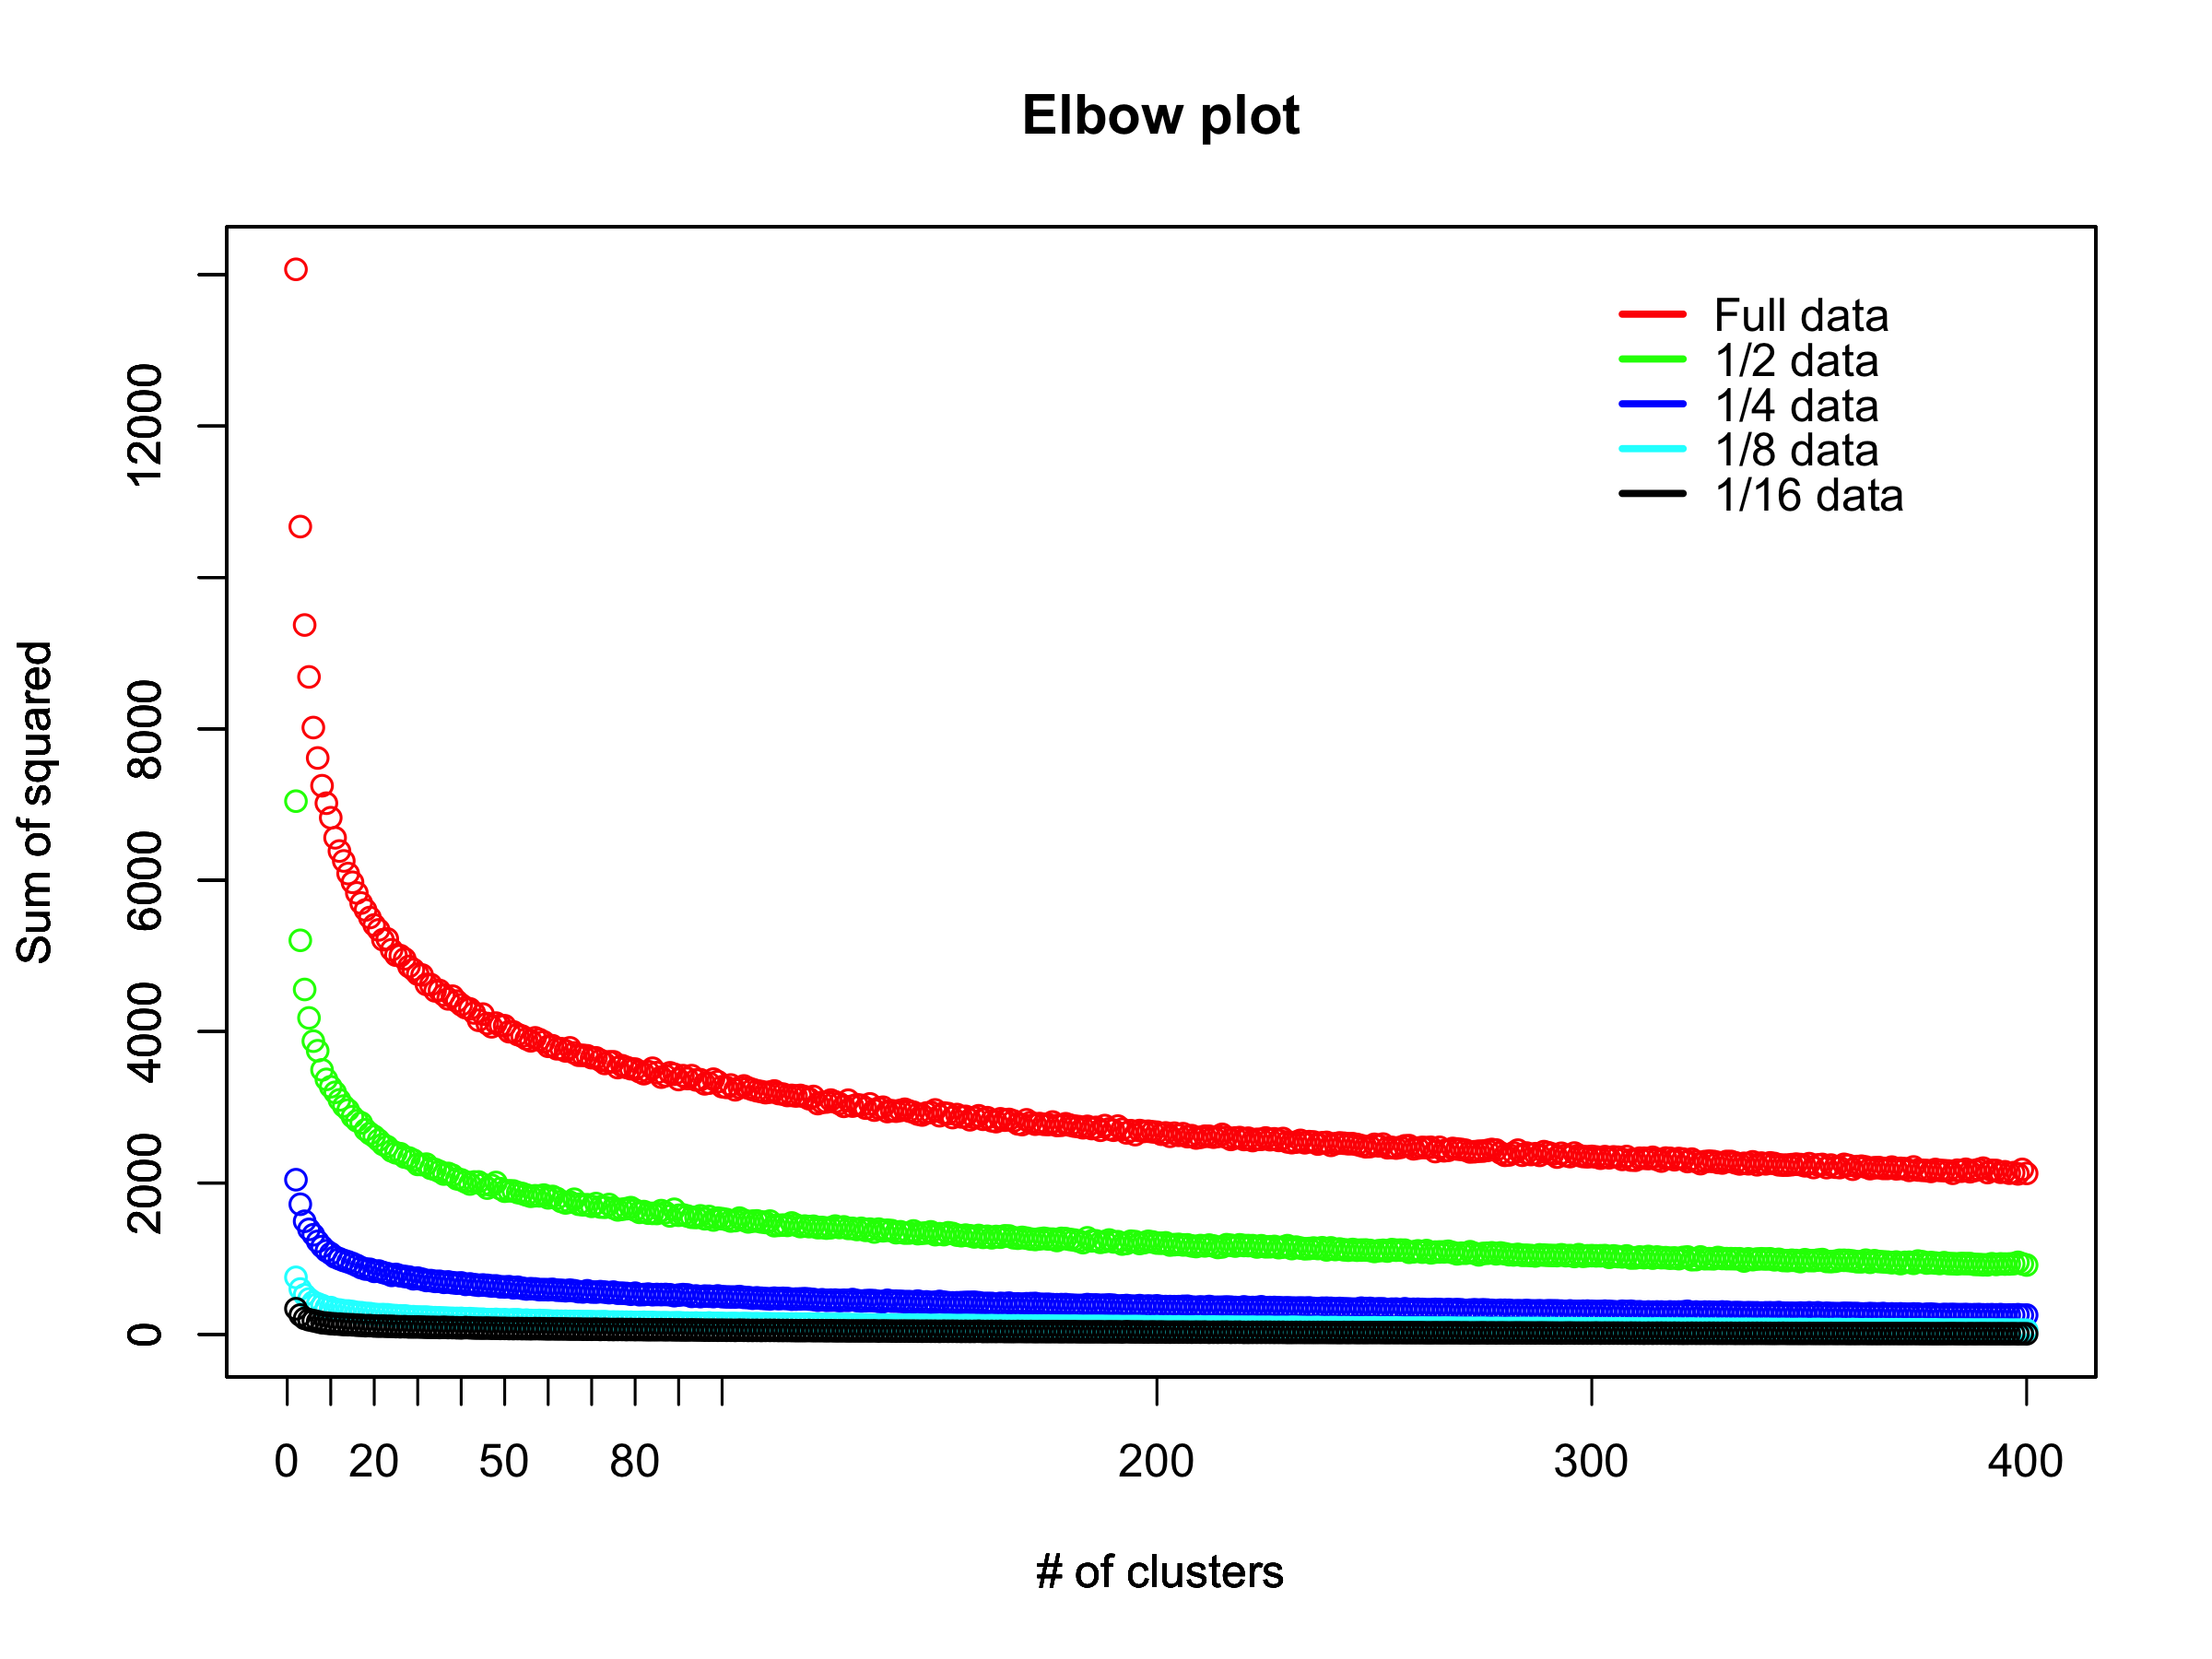 Elbow plot
Full data
1/2 data
1/4 data
1/8 data
1/16 data
Sum of squared
12000
8000
6000
4000
2000
0
0 20 50 80 200 300 400
# of clusters